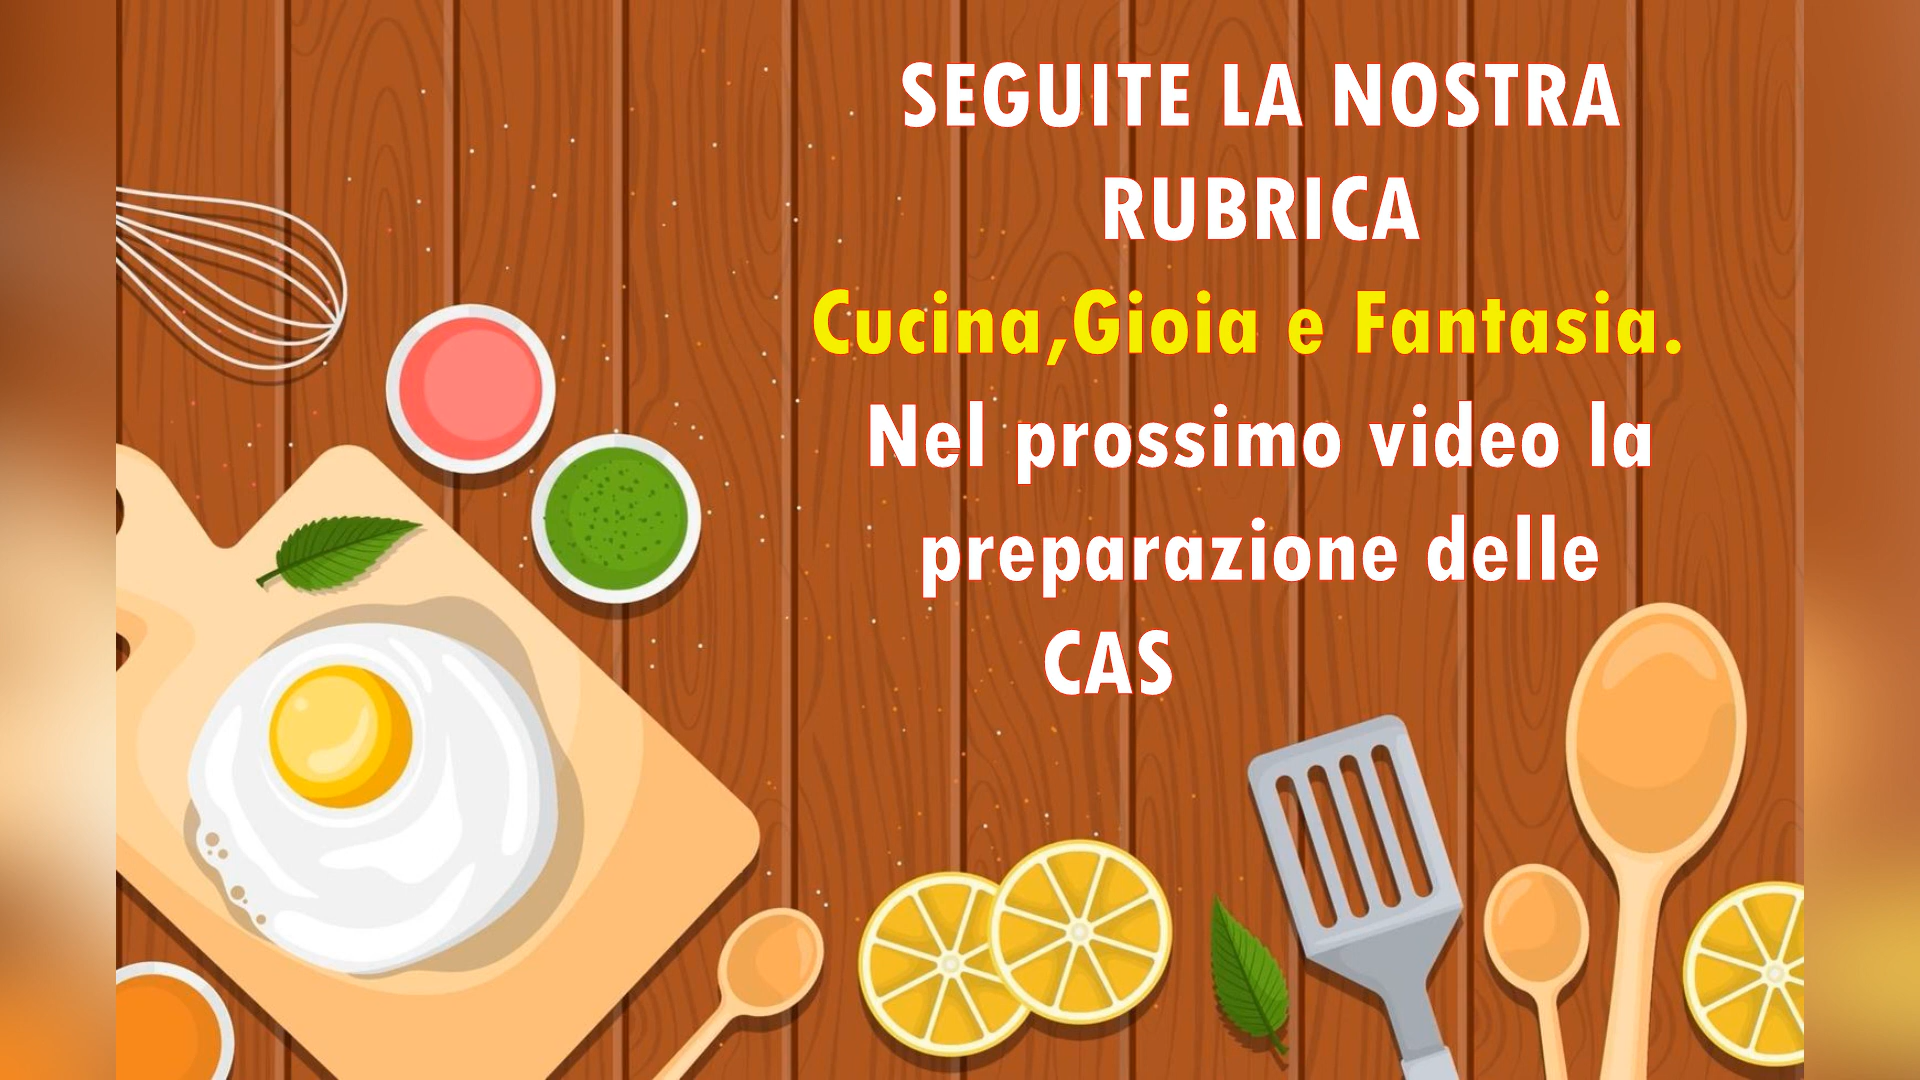 SEGUITE LA NOSTRA
RUBRICA
Cucina,Gioia e Fantasia.
Nel prossimo video la
preparazione delle
CAS